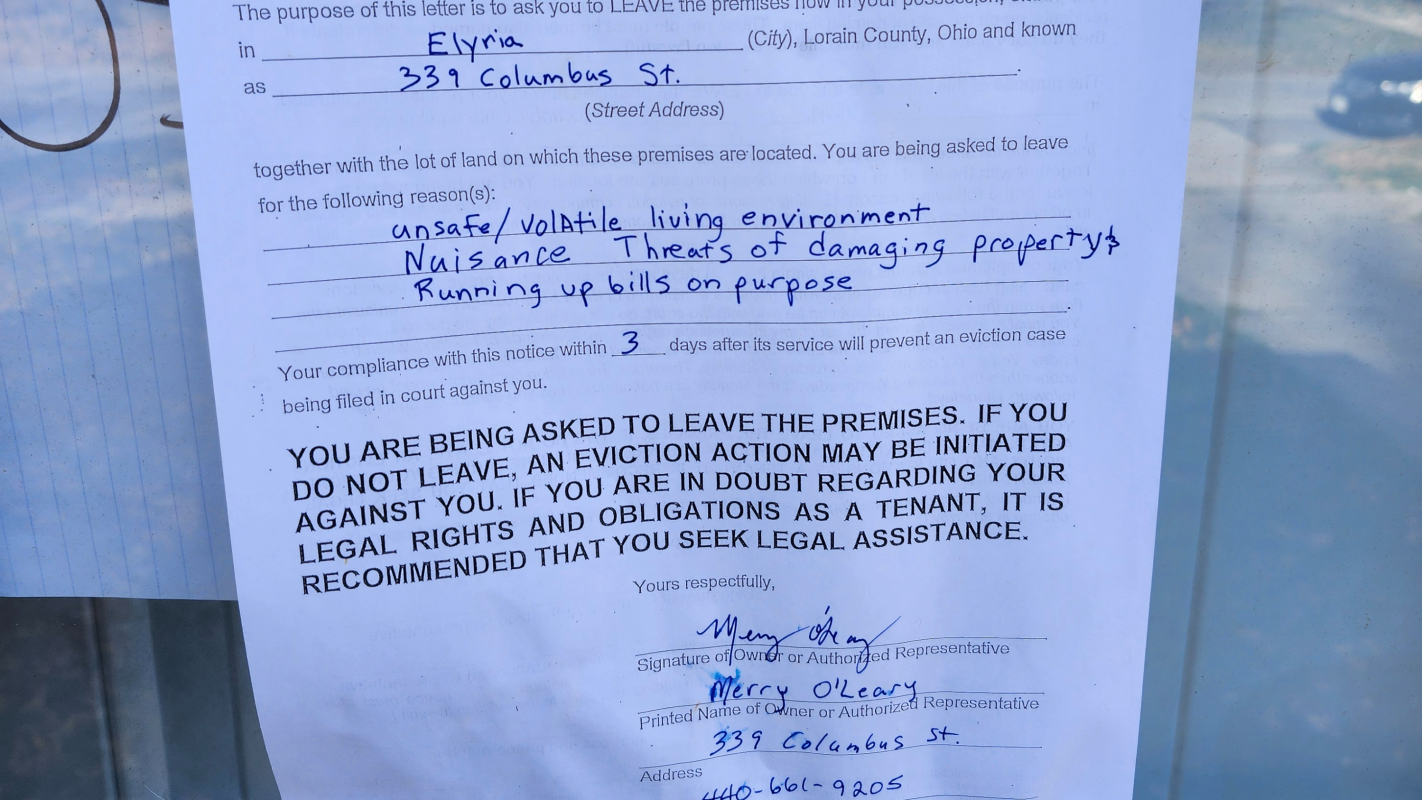 The purpose of this letter is to ask you to LEAVE the premises now in your possession,
in Elyria (City), Lorain County, Ohio and known
as 339 Columbus St.
(Street Address)
together with the lot of land on which these premises are located. You are being asked to leave
for the following reason(s):
unsafe/volAtile living environment
Nuisance Threats of damaging property &
Running up bills on purpose
Your compliance with this notice within 3 days after its service will prevent an eviction case
being filed in court against you.
YOU ARE BEING ASKED TO LEAVE THE PREMISES. IF YOU
DO NOT LEAVE, AN EVICTION ACTION MAY BE INITIATED
AGAINST YOU. IF YOU ARE IN DOUBT REGARDING YOUR
LEGAL RIGHTS AND OBLIGATIONS AS A TENANT, IT IS
RECOMMENDED THAT YOU SEEK LEGAL ASSISTANCE.
Yours respectfully,
Merry O'Leary
Signature of Owner or Authorized Representative
Merry O'Leary
Printed Name of Owner or Authorized Representative
339 Columbus St.
Address
440-661-9205